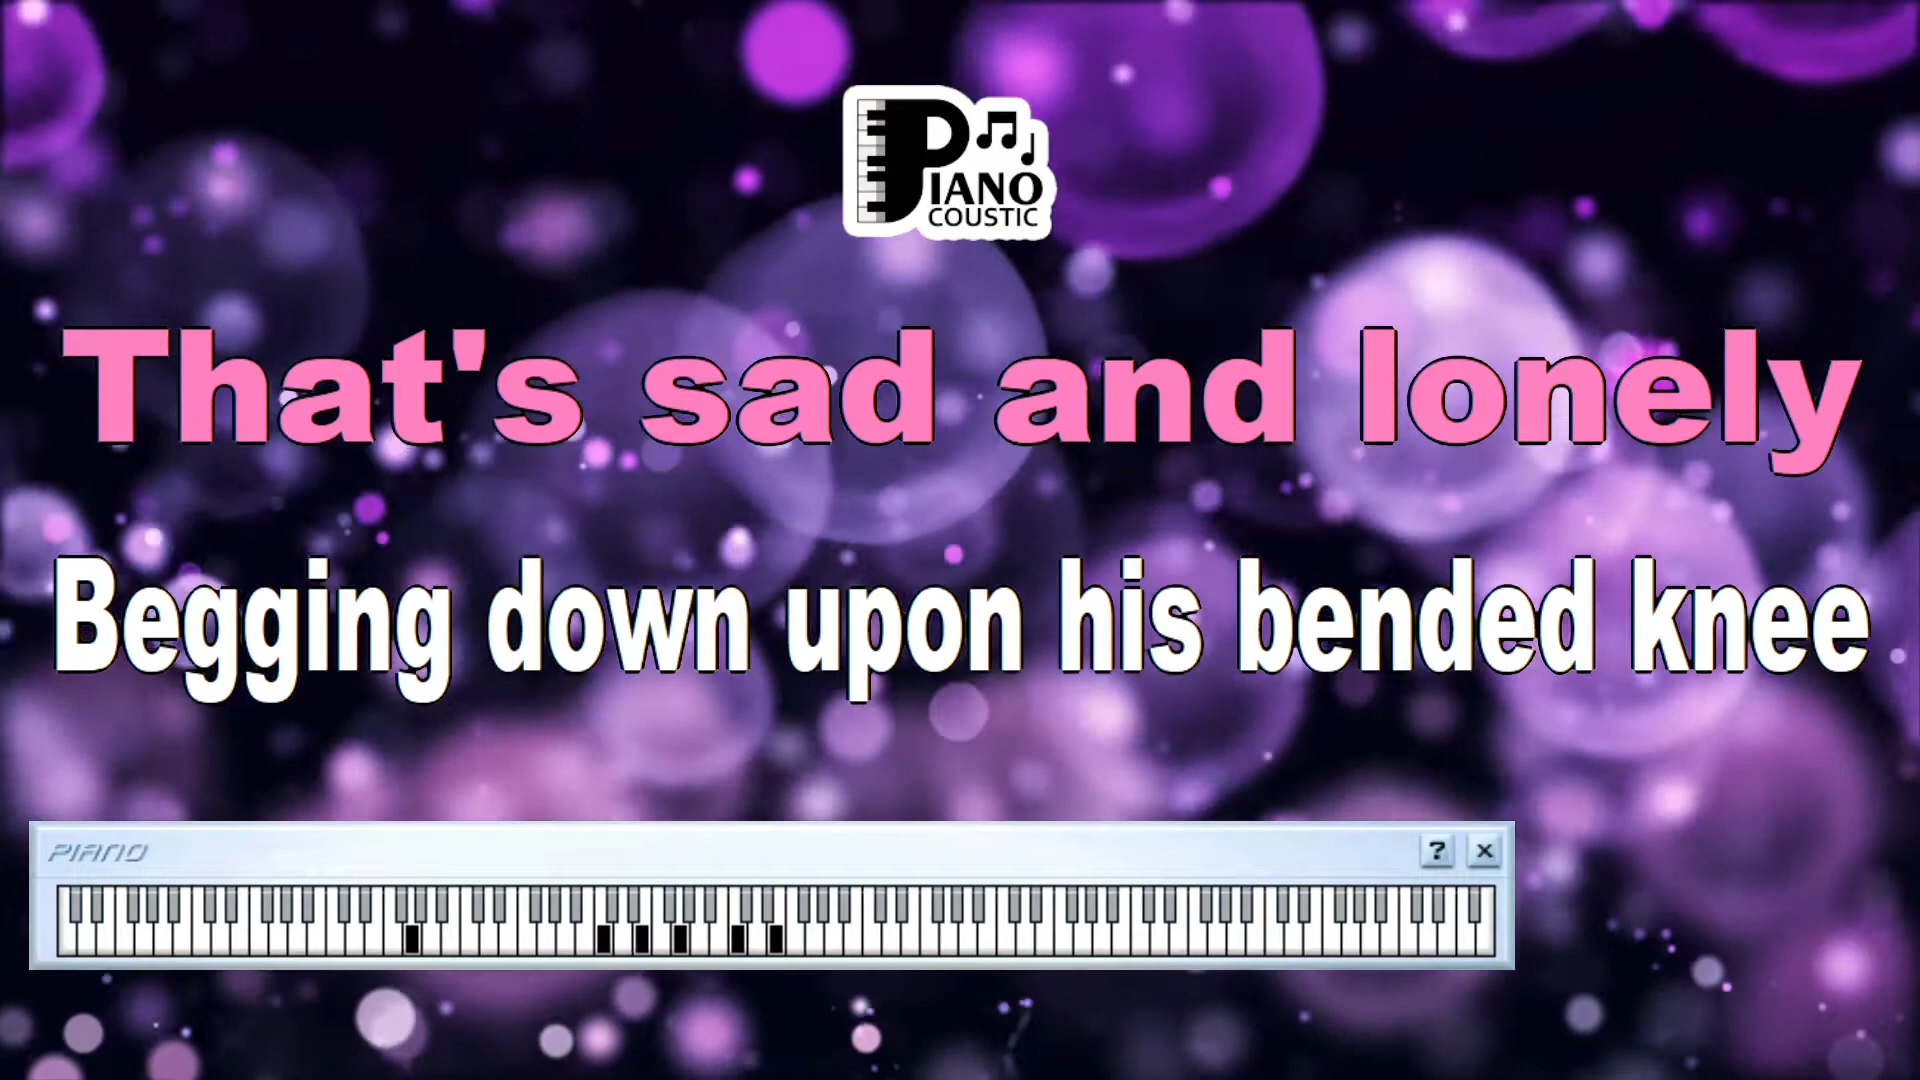 PIANO
COUSTIC
That's sad and lonely
Begging down upon his bended knee
PIANO
? x